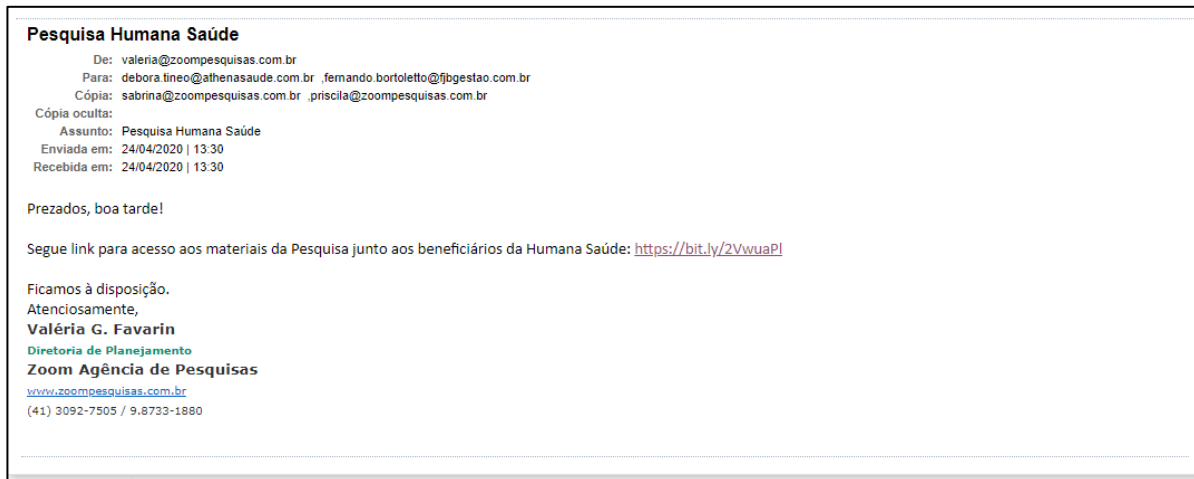 Pesquisa Humana Saúde
De: valeria@zoompesquisas.com.br
Para: debora.tineo@athenasaude.com.br ,fernando.bortoletto@fjbgestao.com.br
Cópia: sabrina@zoompesquisas.com.br ,priscila@zoompesquisas.com.br
Cópia oculta:
Assunto: Pesquisa Humana Saúde
Enviada em: 24/04/2020 | 13:30
Recebida em: 24/04/2020 | 13:30
Prezados, boa tarde!
Segue link para acesso aos materiais da Pesquisa junto aos beneficiários da Humana Saúde: https://bit.ly/2VwuaPl
Ficamos à disposição.
Atenciosamente,
Valéria G. Favarin
Diretoria de Planejamento
Zoom Agência de Pesquisas
www.zoompesquisas.com.br
(41) 3092-7505 / 9.8733-1880